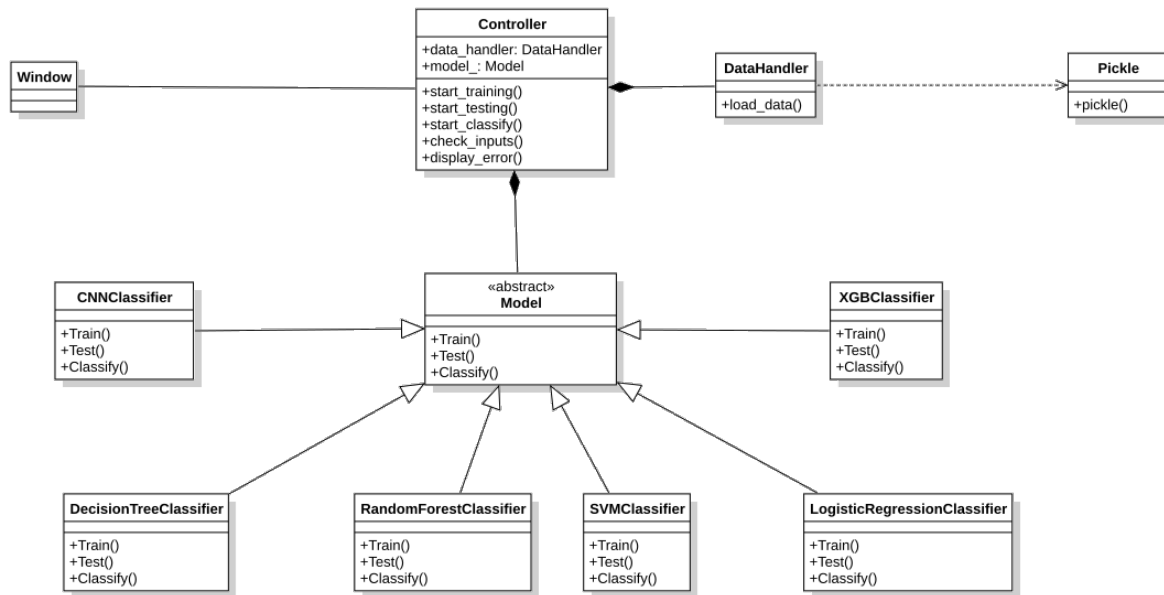 Controller
+data_handler: DataHandler
+model_: Model
+start_training()
+start_testing()
+start_classify()
+check_inputs()
+display_error()
Window
DataHandler
+load_data()
Pickle
+pickle()
CNNClassifier
+Train()
+Test()
+Classify()
«abstract»
Model
+Train()
+Test()
+Classify()
XGBClassifier
+Train()
+Test()
+Classify()
DecisionTreeClassifier
+Train()
+Test()
+Classify()
RandomForestClassifier
+Train()
+Test()
+Classify()
SVMClassifier
+Train()
+Test()
+Classify()
LogisticRegressionClassifier
+Train()
+Test()
+Classify()